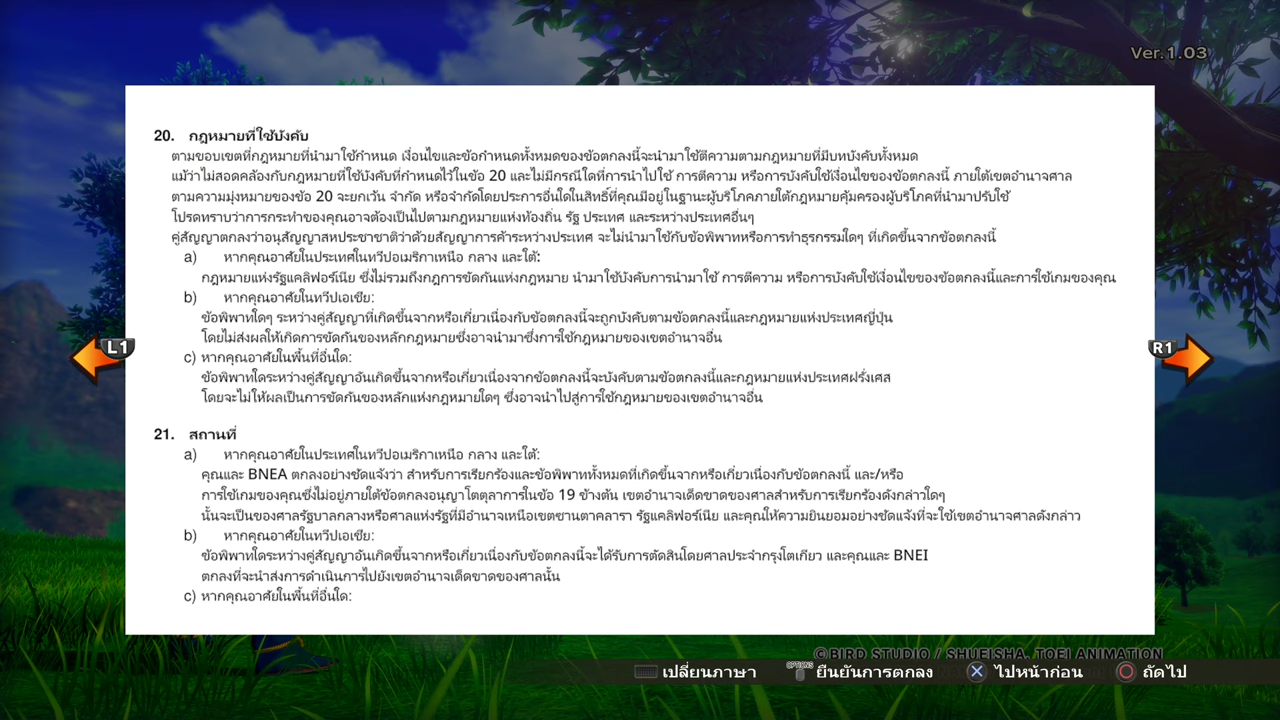 Ver.1.03
20. กฎหมายที่ใช้บังคับ
ตามขอบเขตที่กฎหมายที่นำมาใช้กำหนด เงื่อนไขและข้อกำหนดทั้งหมดของข้อตกลงนี้จะนำมาใช้ตีความตามกฎหมายที่มีบทบังคับทั้งหมด
แม้ว่าไม่สอดคล้องกับกฎหมายที่ใช้บังคับที่กำหนดไว้ในข้อ 20 และไม่มีกรณีใดที่การนำไปใช้ การตีความ หรือการบังคับใช้เงื่อนไขของข้อตกลงนี้ ภายใต้เขตอำนาจศาล
ตามความมุ่งหมายของข้อ 20 จะยกเว้น จำกัด หรือจำกัดโดยประการอื่นใดในสิทธิ์ที่คุณมีอยู่ในฐานะผู้บริโภคภายใต้กฎหมายคุ้มครองผู้บริโภคที่นำมาปรับใช้
โปรดทราบว่าการกระทำของคุณอาจต้องเป็นไปตามกฎหมายแห่งท้องถิ่น รัฐ ประเทศ และระหว่างประเทศอื่นๆ
คู่สัญญาตกลงว่าอนุสัญญาสหประชาชาติว่าด้วยสัญญาการค้าระหว่างประเทศ จะไม่นำมาใช้กับข้อพิพาทหรือการทำธุรกรรมใดๆ ที่เกิดขึ้นจากข้อตกลงนี้
a) หากคุณอาศัยในประเทศในทวีปอเมริกาเหนือ กลาง และใต้:
กฎหมายแห่งรัฐแคลิฟอร์เนีย ซึ่งไม่รวมถึงกฎการขัดกันแห่งกฎหมาย นำมาใช้บังคับการนำมาใช้ การตีความ หรือการบังคับใช้เงื่อนไขของข้อตกลงนี้และการใช้เกมของคุณ
b) หากคุณอาศัยในทวีปเอเชีย:
ข้อพิพาทใดๆ ระหว่างคู่สัญญาที่เกิดขึ้นจากหรือเกี่ยวเนื่องกับข้อตกลงนี้จะถูกบังคับตามข้อตกลงนี้และกฎหมายแห่งประเทศญี่ปุ่น
โดยไม่ส่งผลให้เกิดการขัดกันของหลักกฎหมายซึ่งอาจนำมาซึ่งการใช้กฎหมายของเขตอำนาจอื่น
c) หากคุณอาศัยในพื้นที่อื่นใด:
ข้อพิพาทใดระหว่างคู่สัญญาอันเกิดขึ้นจากหรือเกี่ยวเนื่องจากข้อตกลงนี้จะบังคับตามข้อตกลงนี้และกฎหมายแห่งประเทศฝรั่งเศส
โดยจะไม่ให้ผลเป็นการขัดกันของหลักแห่งกฎหมายใดๆ ซึ่งอาจนำไปสู่การใช้กฎหมายของเขตอำนาจอื่น
L1
R1
21. สถานที่
a) หากคุณอาศัยในประเทศในทวีปอเมริกาเหนือ กลาง และใต้:
คุณและ BNEA ตกลงอย่างชัดแจ้งว่า สำหรับการเรียกร้องและข้อพิพาททั้งหมดที่เกิดขึ้นจากหรือเกี่ยวเนื่องกับข้อตกลงนี้ และ/หรือ
การใช้เกมของคุณซึ่งไม่อยู่ภายใต้ข้อตกลงอนุญาโตตุลาการในข้อ 19 ข้างต้น เขตอำนาจเด็ดขาดของศาลสำหรับการเรียกร้องดังกล่าวใดๆ
นั้นจะเป็นของศาลรัฐบาลกลางหรือศาลแห่งรัฐที่มีอำนาจเหนือเขตซานตาคลารา รัฐแคลิฟอร์เนีย และคุณให้ความยินยอมอย่างชัดแจ้งที่จะใช้เขตอำนาจศาลดังกล่าว
b) หากคุณอาศัยในทวีปเอเชีย:
ข้อพิพาทใดระหว่างคู่สัญญาอันเกิดขึ้นจากหรือเกี่ยวเนื่องกับข้อตกลงนี้จะได้รับการตัดสินโดยศาลประจำกรุงโตเกียว และคุณและ BNEI
ตกลงที่จะนำส่งการดำเนินการไปยังเขตอำนาจเด็ดขาดของศาลนั้น
c) หากคุณอาศัยในพื้นที่อื่นใด:
©BIRD STUDIO / SHUEISHA, TOEI ANIMATION
เปลี่ยนภาษา OPTIONS ยืนยันการตกลง ไปหน้าก่อน ถัดไป